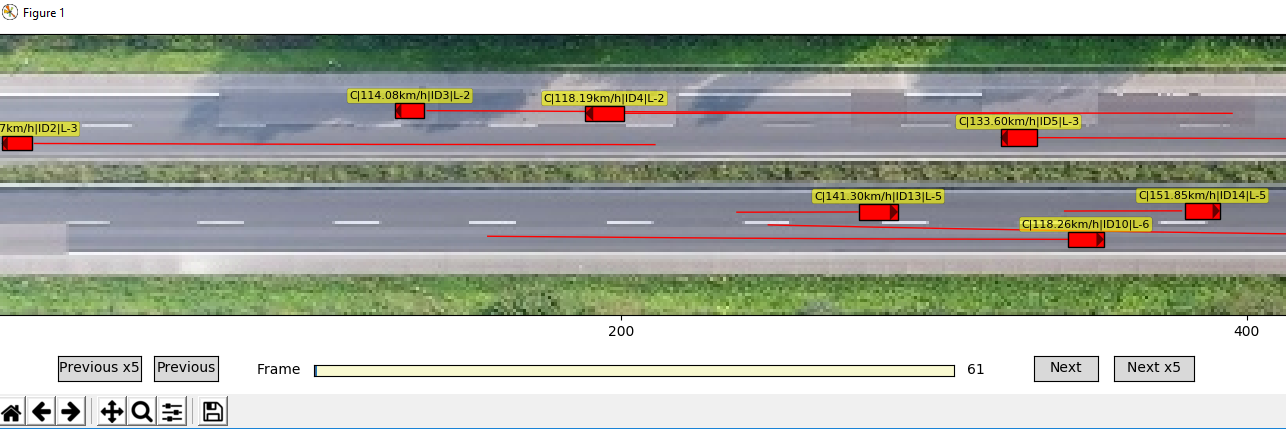 Figure 1
C|114.08km/h|ID3|L-2
C|118.19km/h|ID4|L-2
C|133.60km/h|ID5|L-3
7km/h|ID2|L-3
C|141.30km/h|ID13|L-5
C|151.85km/h|ID14|L-5
C|118.26km/h|ID10|L-6
200
400
Previous x5
Previous
Frame
61
Next
Next x5